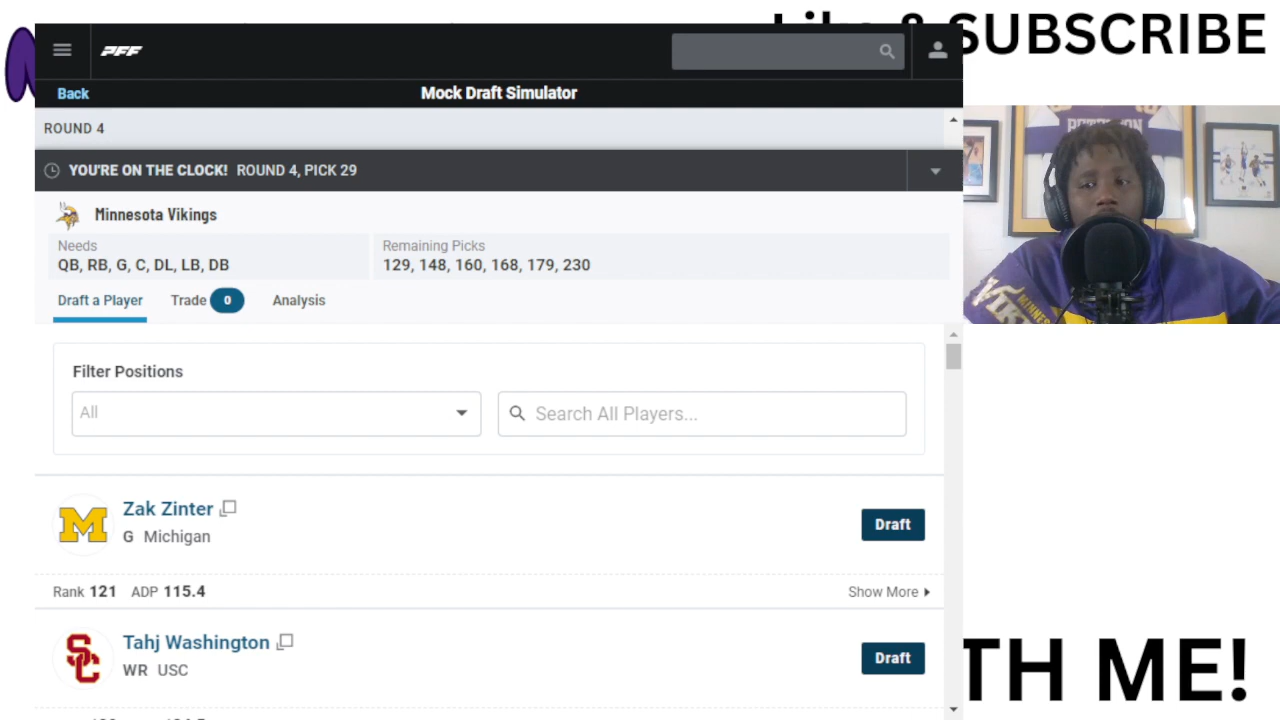 Like & SUBSCRIBE
PFF
Back
Mock Draft Simulator
ROUND 4
YOU'RE ON THE CLOCK! ROUND 4, PICK 29
Minnesota Vikings
Needs
QB, RB, G, C, DL, LB, DB
Remaining Picks
129, 148, 160, 168, 179, 230
Draft a Player
Trade 0
Analysis
Filter Positions
All
Search All Players...
Zak Zinter
G Michigan
Draft
Rank 121 ADP 115.4
Show More
Tahj Washington
WR USC
Draft
TH ME!